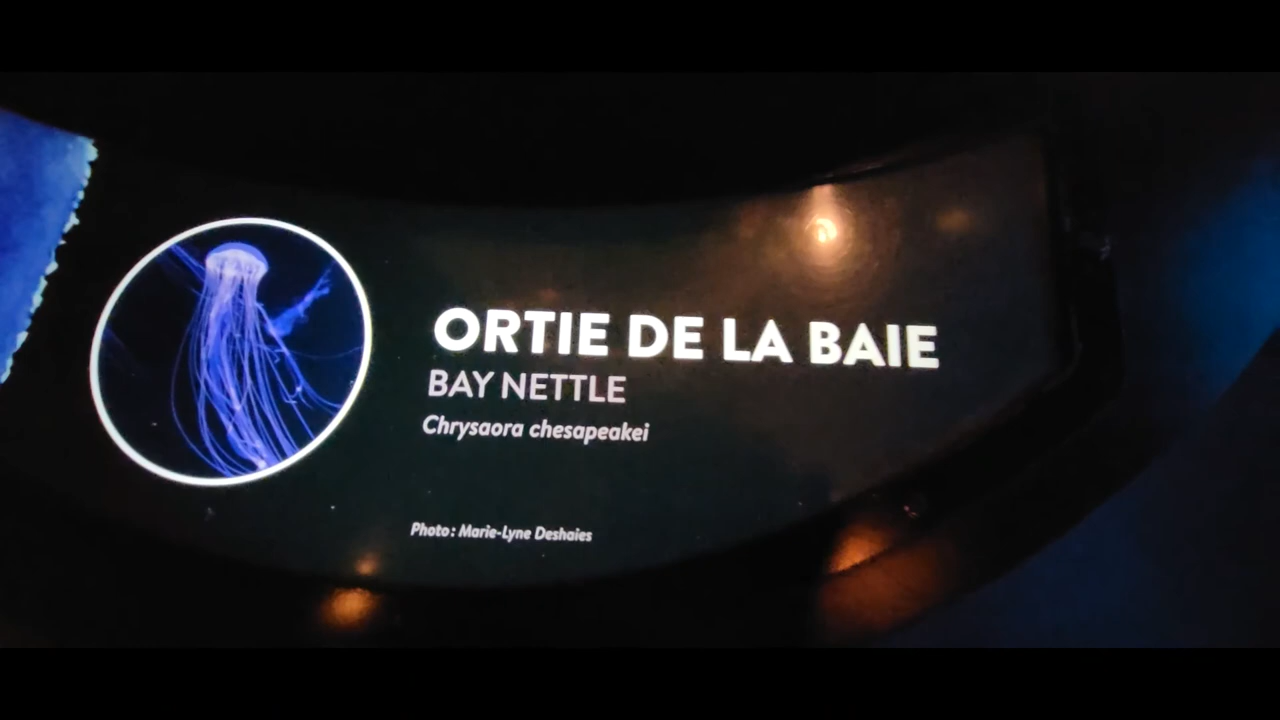 ORTIE DE LA BAIE
BAY NETTLE
Chrysaora chesapeakei
Photo : Marie-Lyne Deshaies